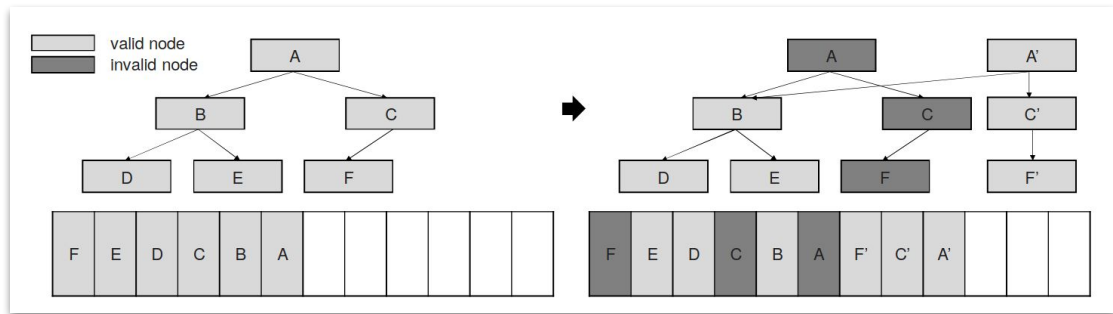 valid node
invalid node
A
B
C
D
E
F
F E D C B A
A
A'
B
C
C'
D
E
F
F'
F E D C B A F' C' A'